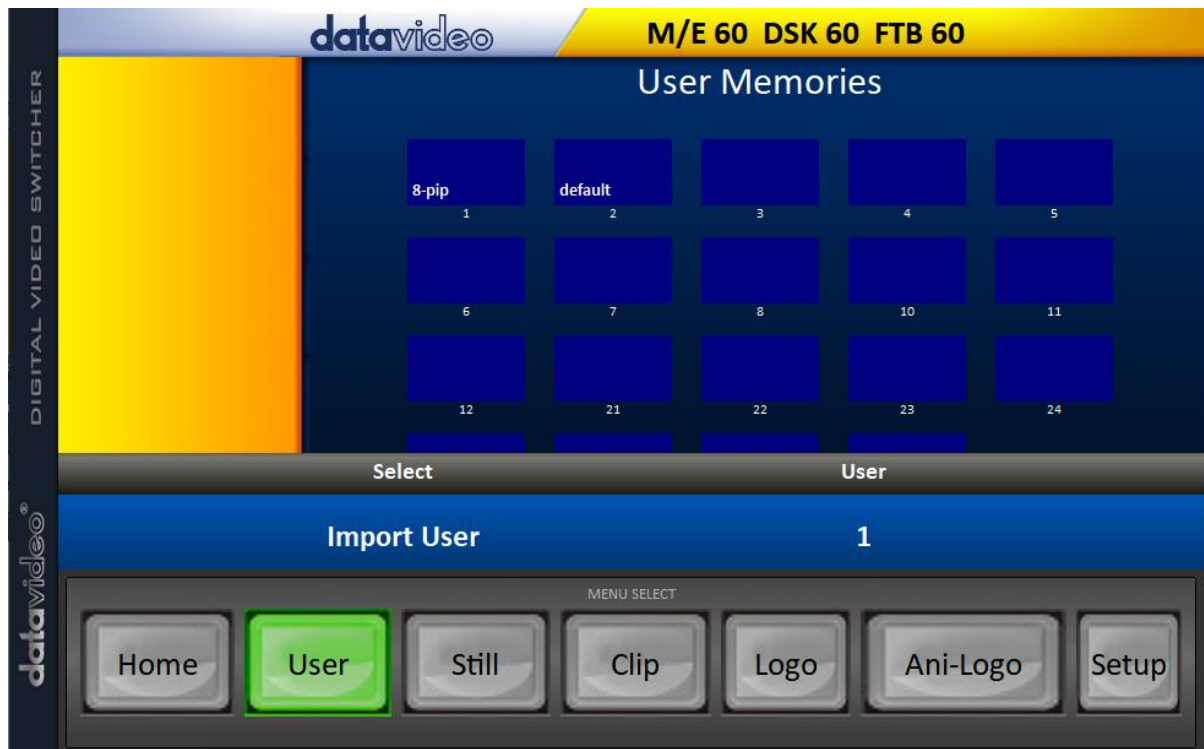 datavideo
M/E 60 DSK 60 FTB 60
DIGITAL VIDEO SWITCHER
User Memories
8-pip
default
1
2
3
4
5
6
7
8
10
11
12
21
22
23
24
Select
User
Import User
1
datavideo®
MENU SELECT
Home
User
Still
Clip
Logo
Ani-Logo
Setup